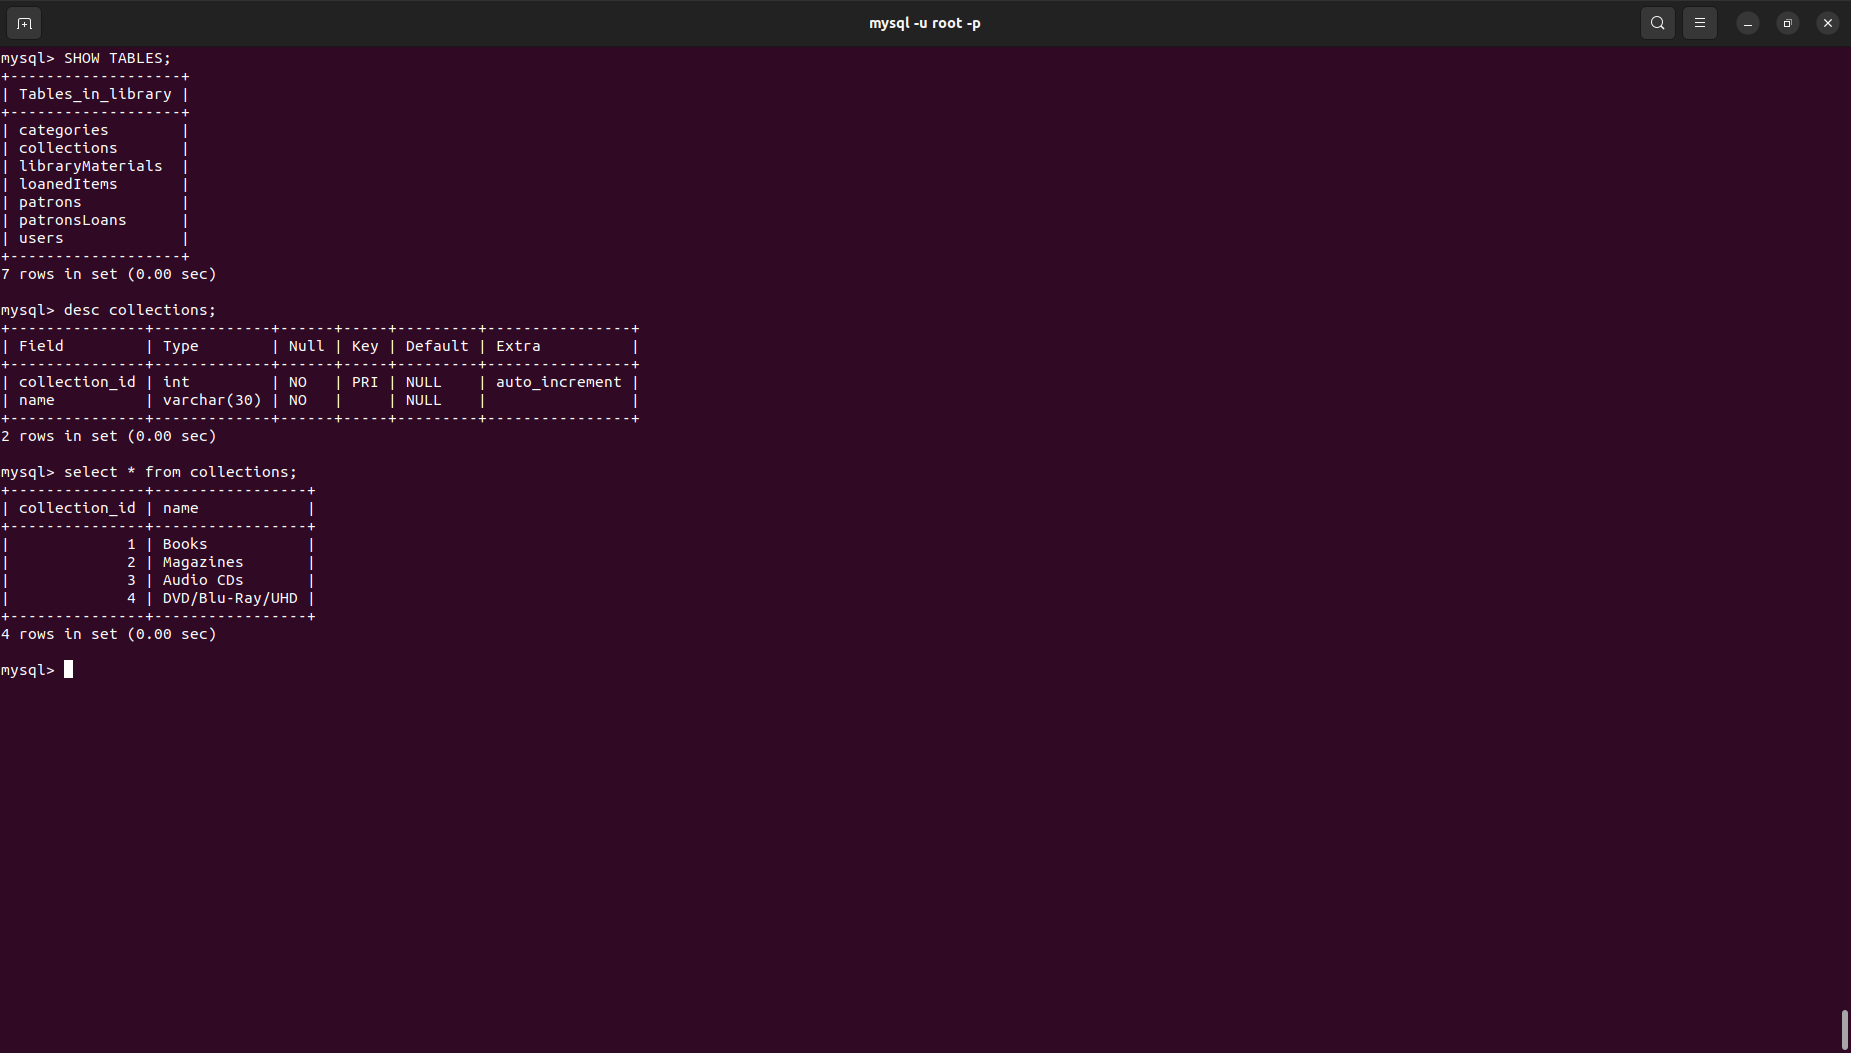 mysql -u root -p
mysql> SHOW TABLES;
+-------------------+
| Tables_in_library |
+-------------------+
| categories        |
| collections       |
| libraryMaterials  |
| loanedItems       |
| patrons           |
| patronsLoans      |
| users             |
+-------------------+
7 rows in set (0.00 sec)
mysql> desc collections;
+---------------+-------------+------+-----+---------+----------------+
| Field         | Type        | Null | Key | Default | Extra          |
+---------------+-------------+------+-----+---------+----------------+
| collection_id | int         | NO   | PRI | NULL    | auto_increment |
| name          | varchar(30) | NO   |     | NULL    |                |
+---------------+-------------+------+-----+---------+----------------+
2 rows in set (0.00 sec)
mysql> select * from collections;
+---------------+-----------------+
| collection_id | name            |
+---------------+-----------------+
|             1 | Books           |
|             2 | Magazines       |
|             3 | Audio CDs       |
|             4 | DVD/Blu-Ray/UHD |
+---------------+-----------------+
4 rows in set (0.00 sec)
mysql>